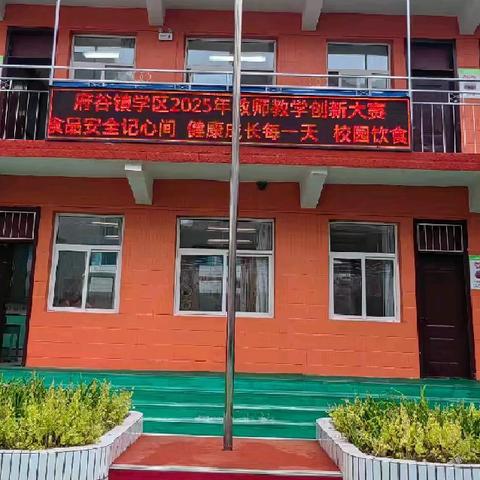 府谷镇学区2025年教师教学创新大赛
食品安全记心间 健康成长每一天 校园饮食